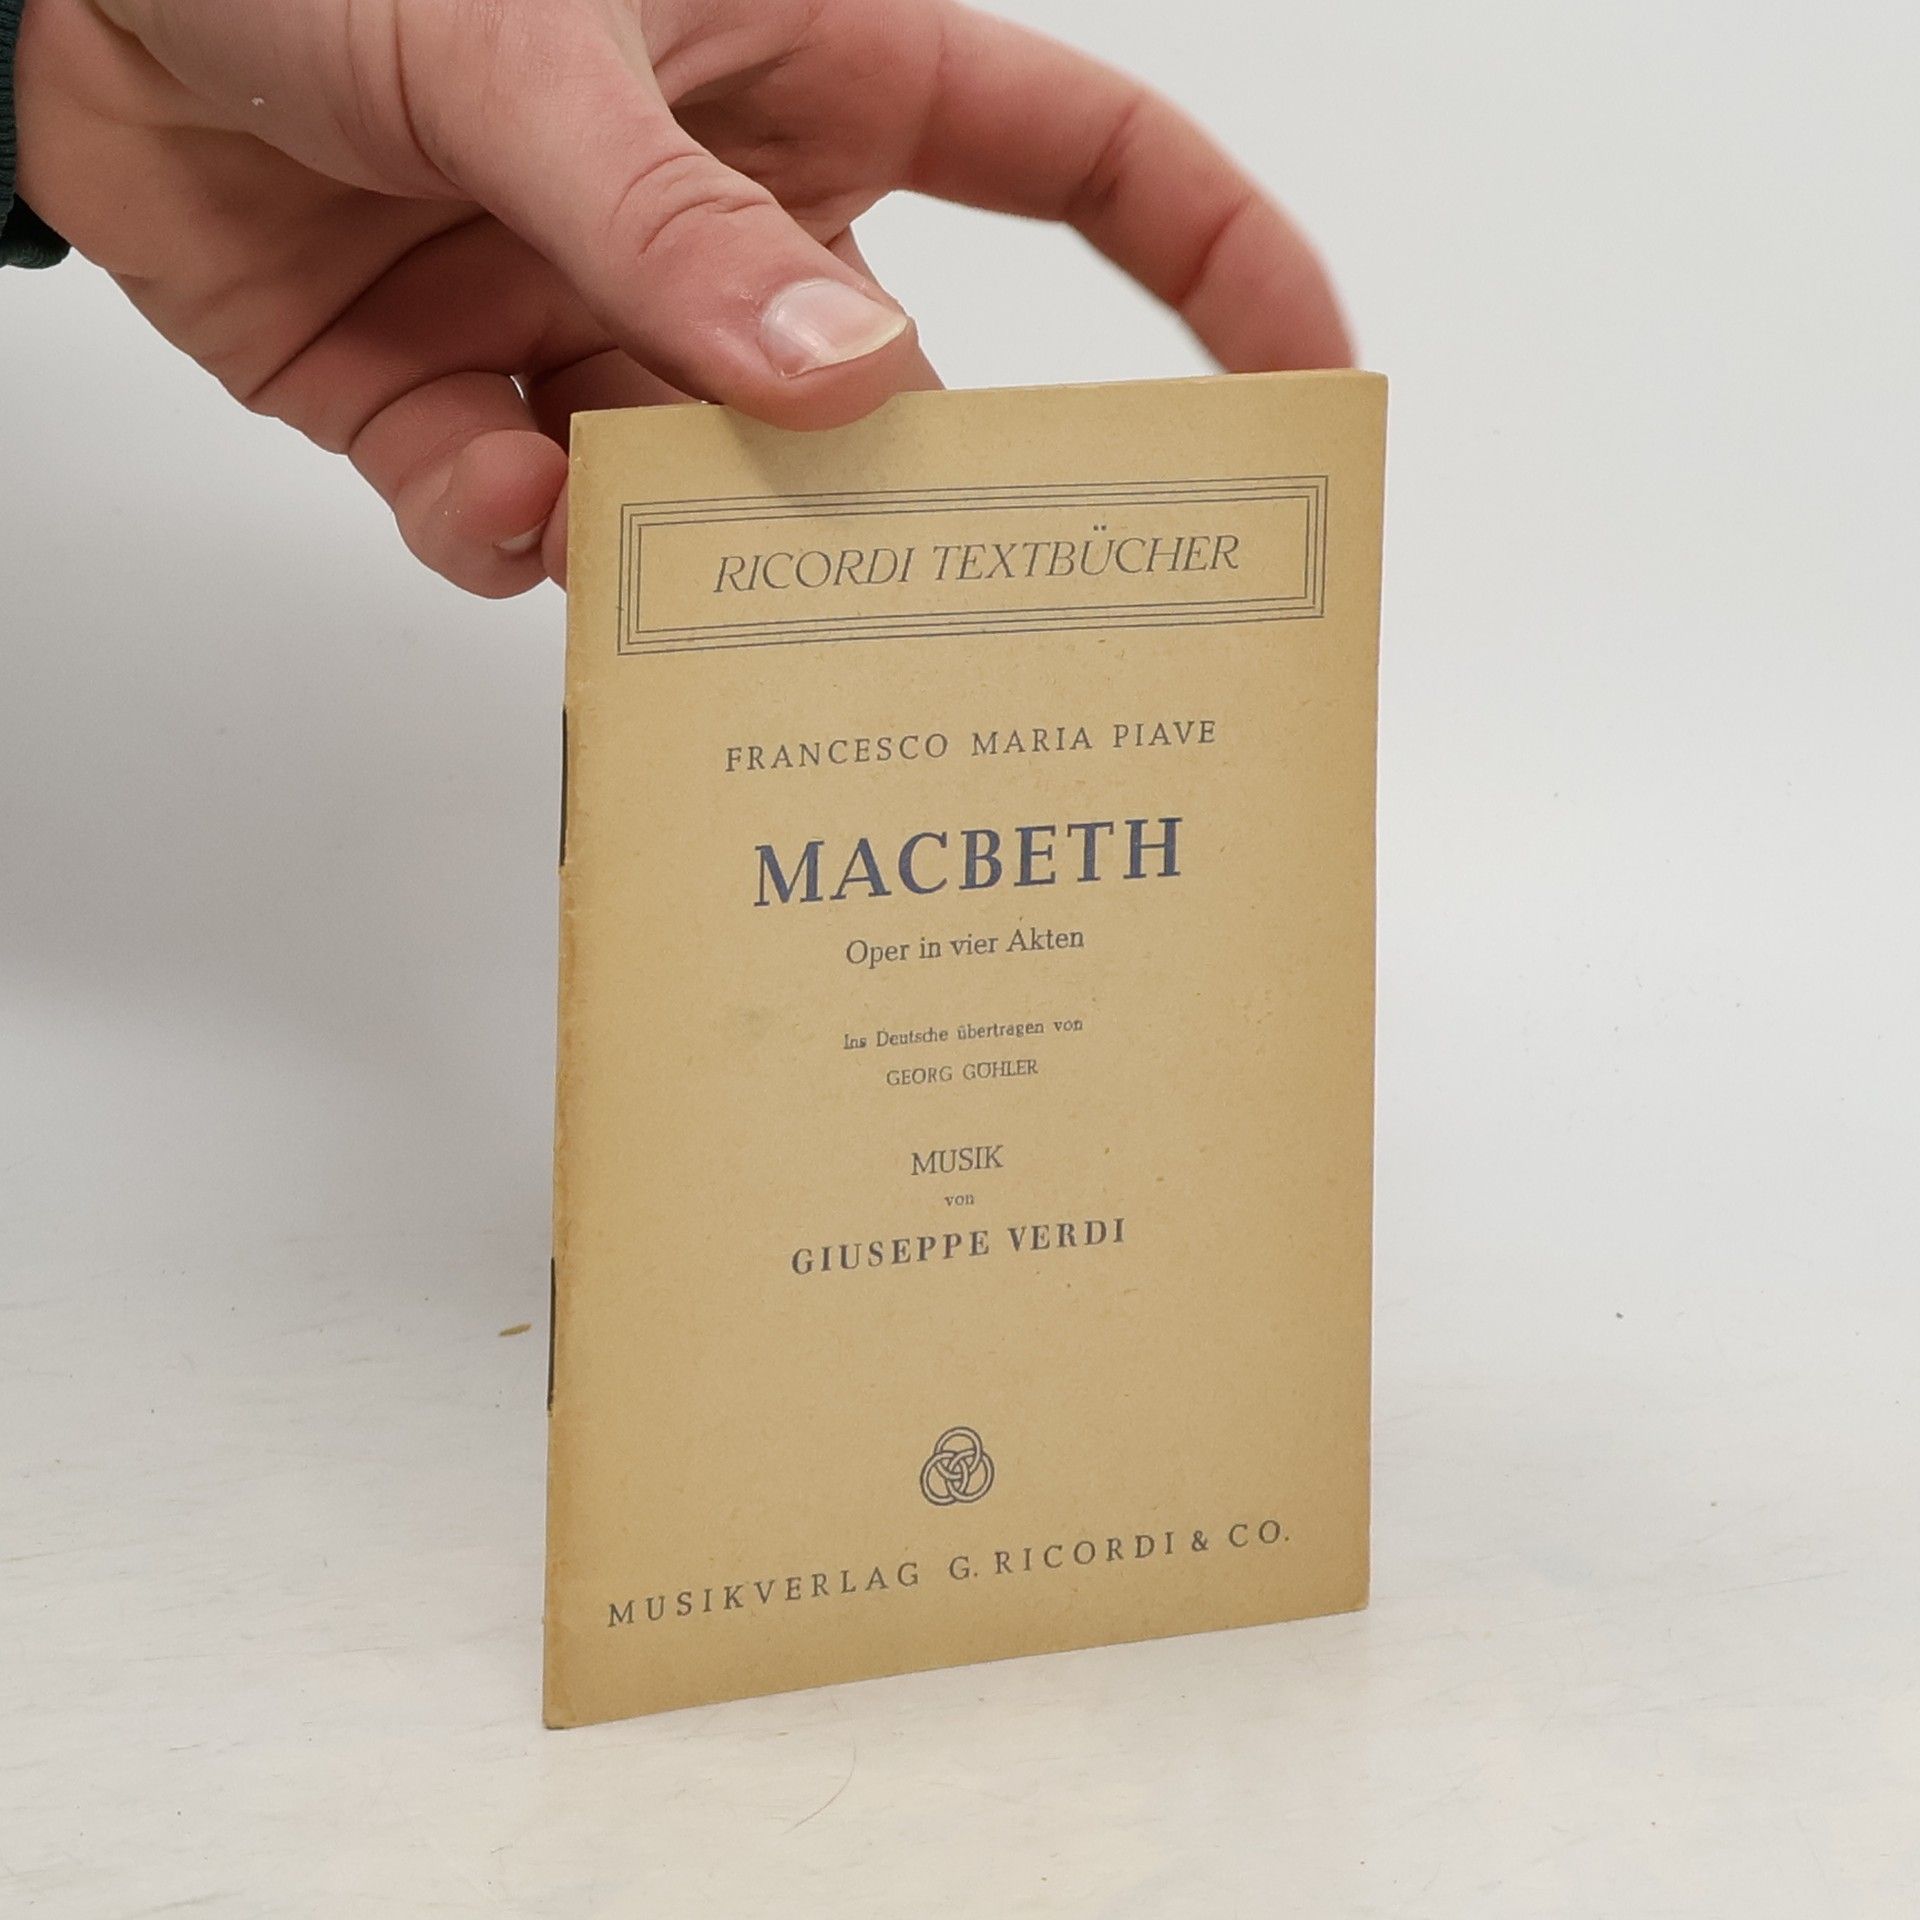 RICORDI TEXTBÜCHER
FRANCESCO MARIA PIAVE
MACBETH
Oper in vier Akten
Ins Deutsche übertragen von
GEORG GÖHLER
MUSIK
von
GIUSEPPE VERDI
MUSIKVERLAG G. RICORDI & CO.